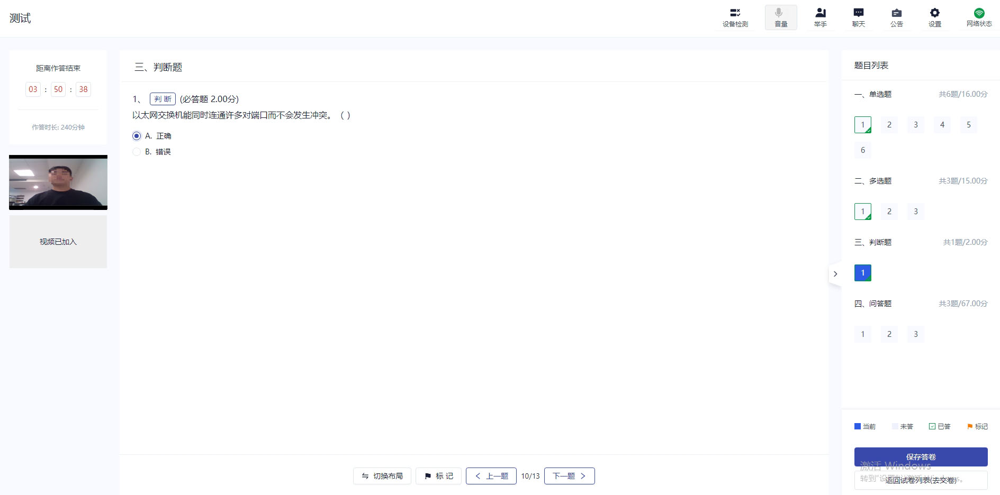 测试
设备检测
音量
举手
聊天
公告
设置
网络状态
距离作答结束
03 : 50 : 38
作答时长: 240分钟
视频已加入
三、判断题
1、 判 断 (必答题 2.00分)
以太网交换机能同时连通许多对端口而不会发生冲突。（ ）
A. 正确
B. 错误
切换布局
标 记
上一题
10/13
下一题
题目列表
一、单选题 共6题/16.00分
1 2 3 4 5
6
二、多选题 共3题/15.00分
1 2 3
三、判断题 共1题/2.00分
1
四、问答题 共3题/67.00分
1 2 3
当前 未答 已答 标记
保存答卷
激活 Windows
返回试卷列表(去交卷)